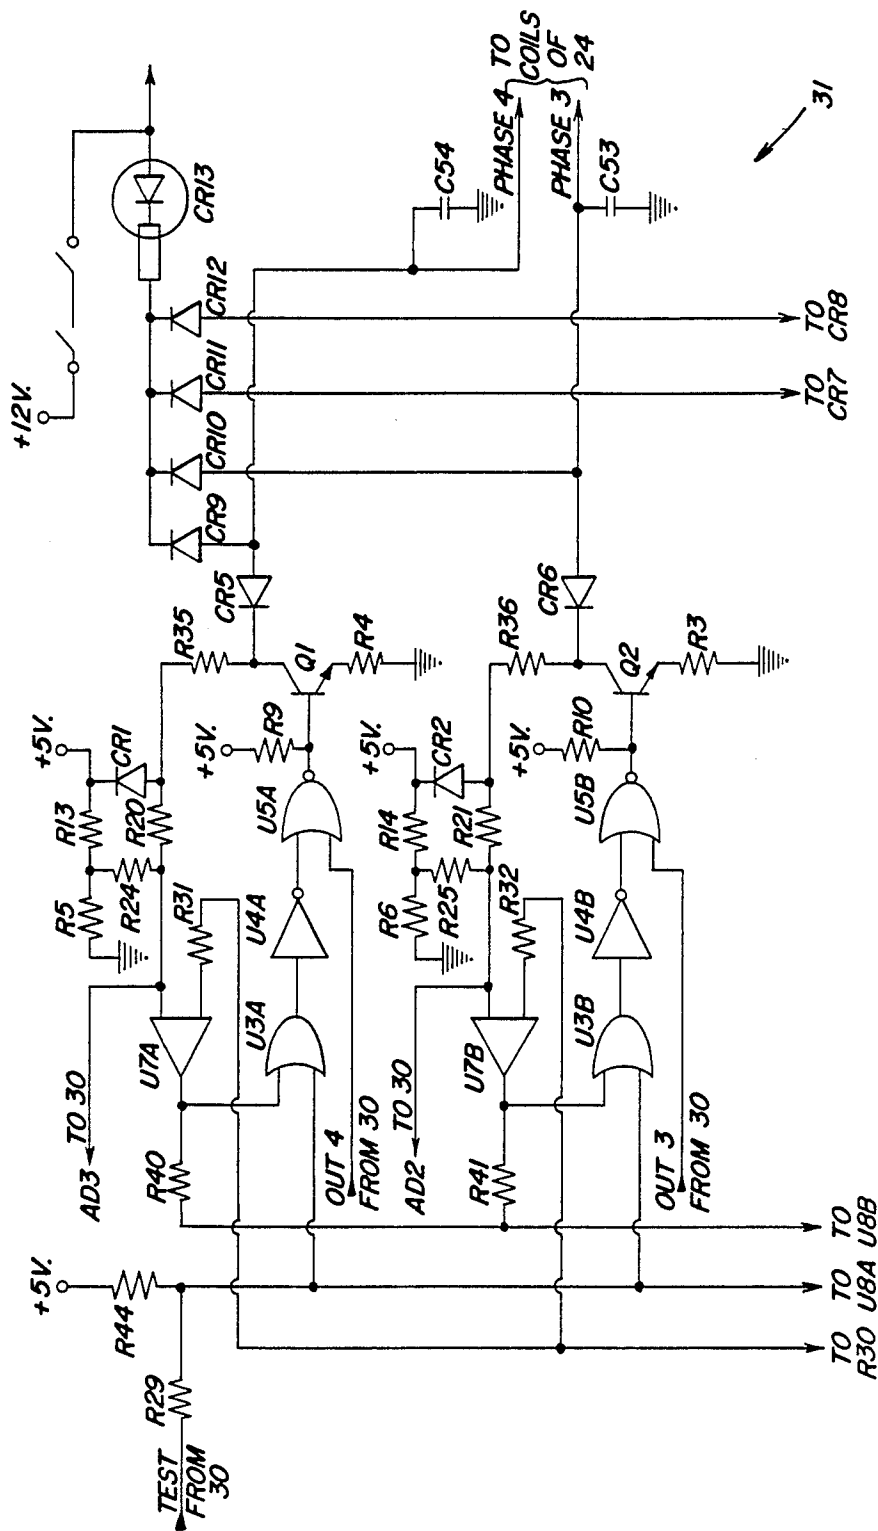 +12V.
CR13
CR12
CR11
CR10
CR9
C54
PHASE 4
TO
COILS
OF
24
PHASE 3
C53
31
TO
CR8
TO
CR7
CR5
CR6
R35
R36
Q1
R4
Q2
R3
+5V.
CR1
R13
R20
R5
R24
R31
+5V.
R9
U5A
U4A
U3A
U7A
AD3
TO 30
R40
OUT 4
FROM 30
+5V.
CR2
R14
R21
R6
R25
R32
+5V.
R10
U5B
U4B
U3B
U7B
AD2
TO 30
R41
OUT 3
FROM 30
+5V.
R44
R29
TEST
FROM
30
TO
U8B
TO
U8A
TO
R30